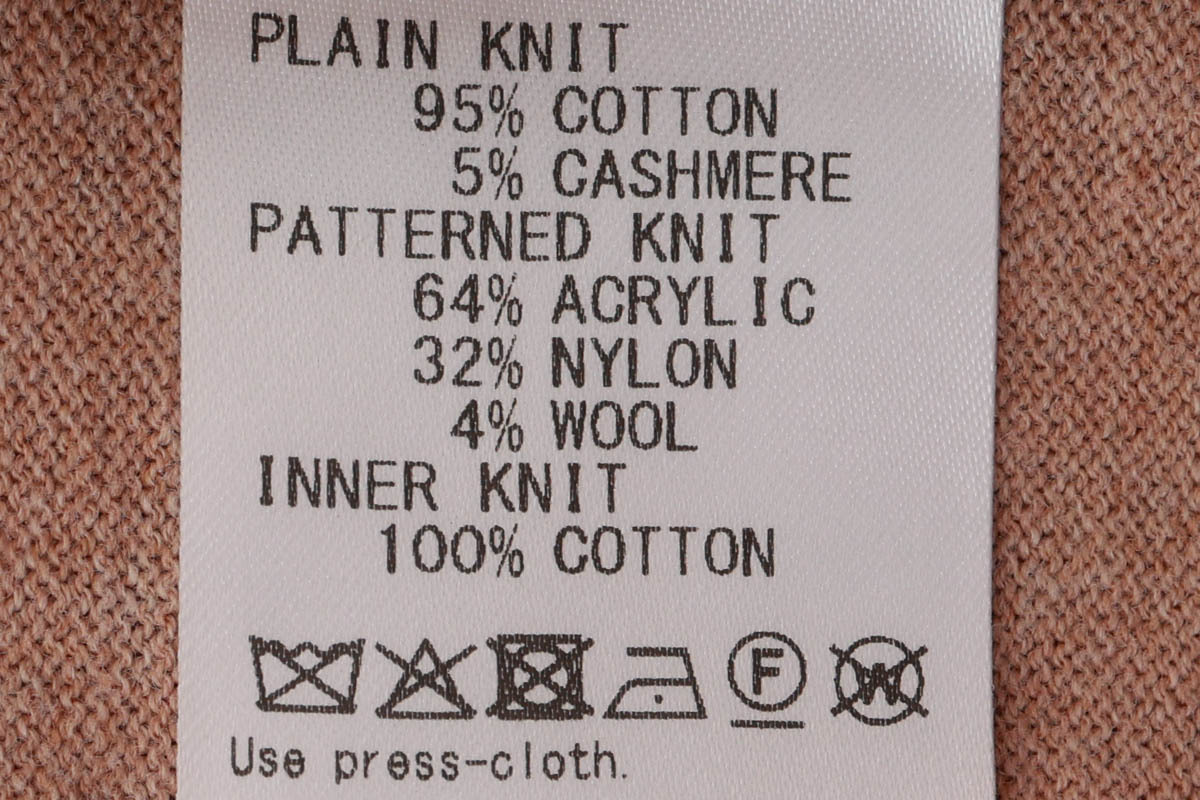 PLAIN KNIT
95% COTTON
5% CASHMERE
PATTERNED KNIT
64% ACRYLIC
32% NYLON
4% WOOL
INNER KNIT
100% COTTON
F W
Use press-cloth.